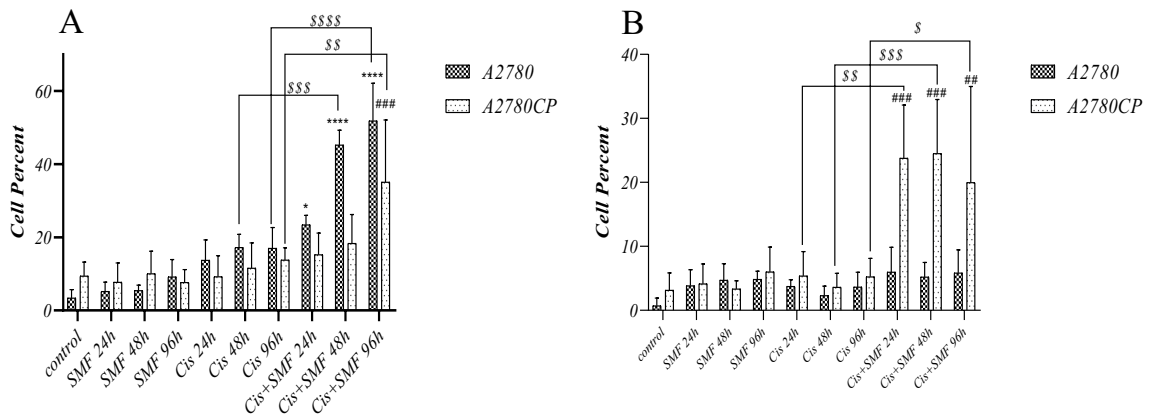 A
$$$$
$$
$$$
****
###
****
*
60
40
20
0
Cell Percent
control
SMF 24h
SMF 48h
SMF 96h
Cis 24h
Cis 48h
Cis 96h
Cis+SMF 24h
Cis+SMF 48h
Cis+SMF 96h
A2780
A2780CP
B
$
$$$
$$
##
###
###
40
30
20
10
0
Cell Percent
control
SMF 24h
SMF 48h
SMF 96h
Cis 24h
Cis 48h
Cis 96h
Cis+SMF 24h
Cis+SMF 48h
Cis+SMF 96h
A2780
A2780CP